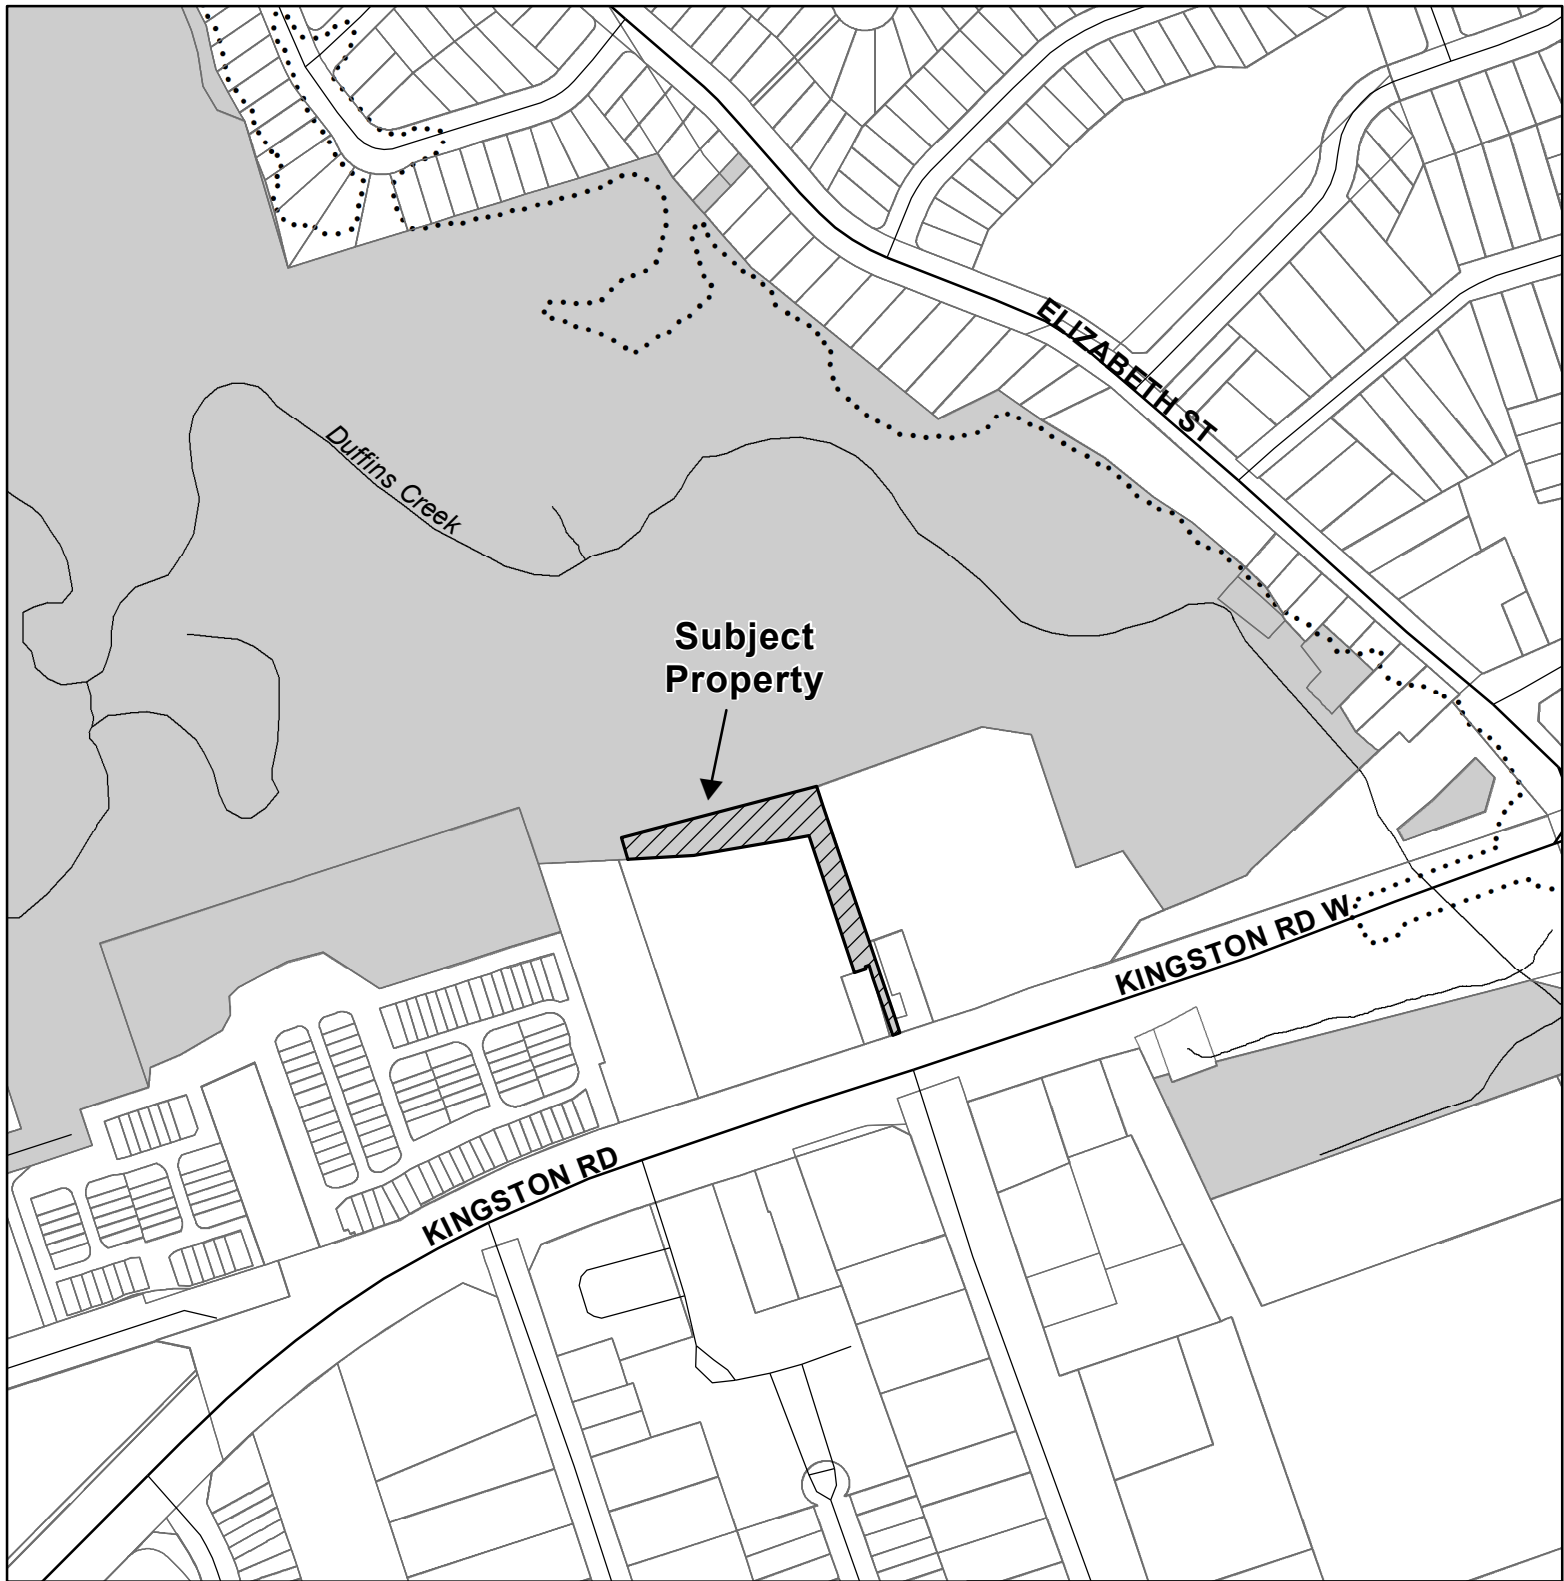 ELIZABETH ST
Duffins Creek
Subject
Property
KINGSTON RD W
KINGSTON RD